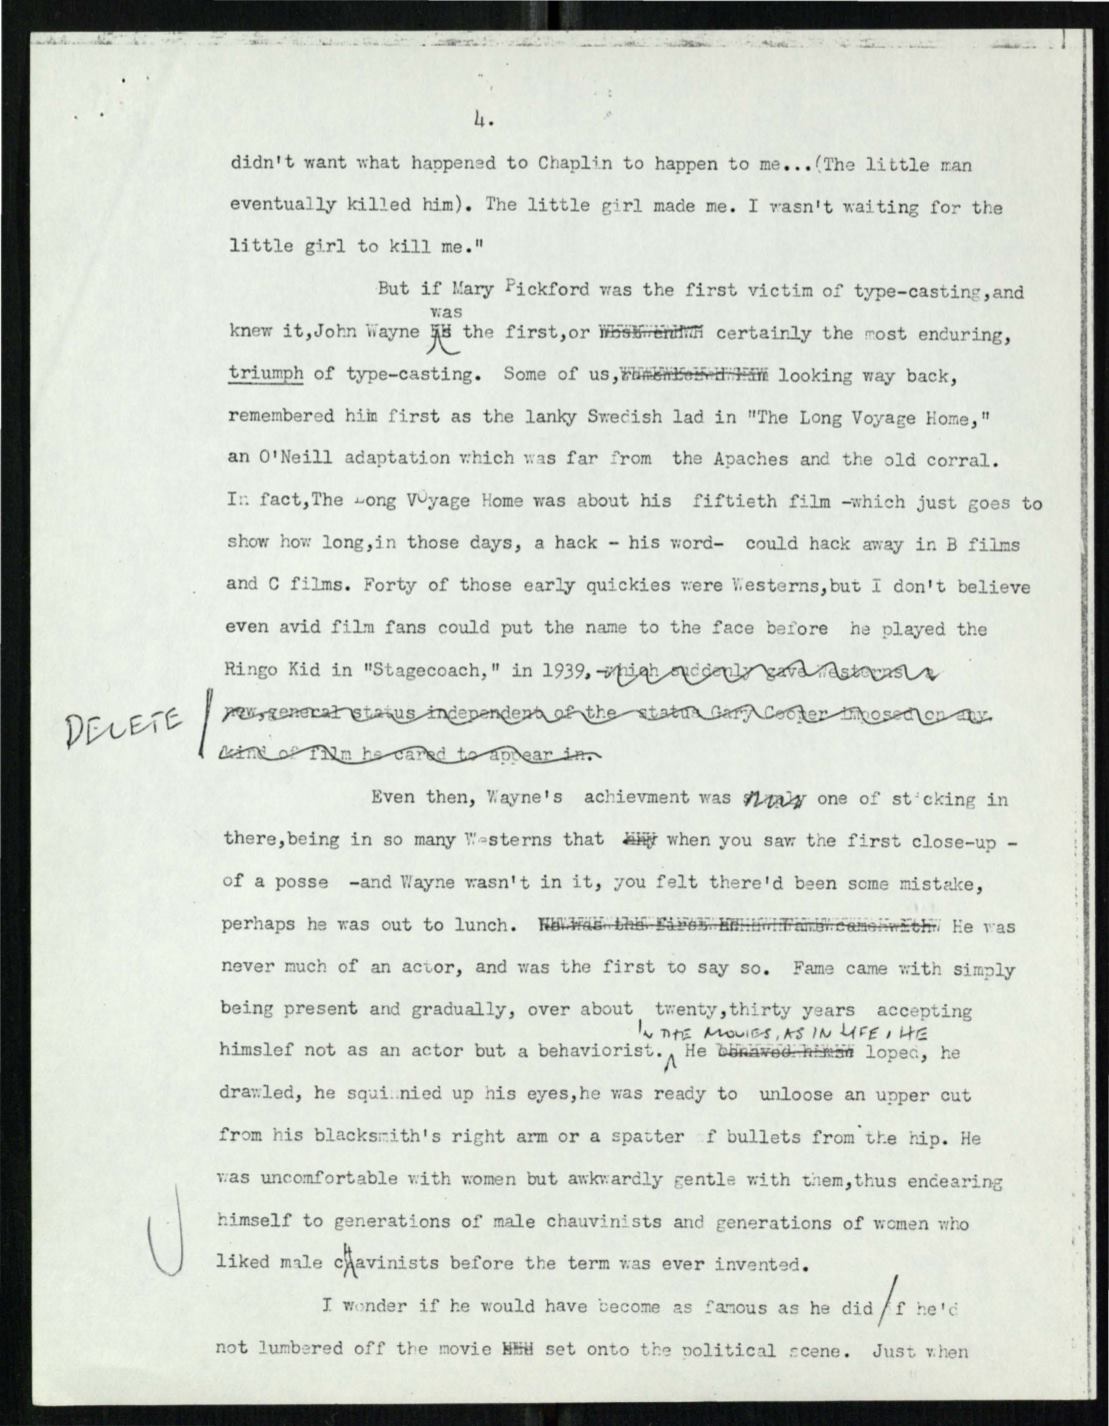 4.
didn't want what happened to Chaplin to happen to me...(The little man
eventually killed him). The little girl made me. I wasn't waiting for the
little girl to kill me."
But if Mary Pickford was the first victim of type-casting,and
was
knew it,John Wayne the first,or certainly the most enduring,
triumph of type-casting. Some of us, looking way back,
remembered him first as the lanky Swedish lad in "The Long Voyage Home,"
an O'Neill adaptation which was far from the Apaches and the old corral.
In fact,The Long Voyage Home was about his fiftieth film -which just goes to
show how long,in those days, a hack - his word- could hack away in B films
and C films. Forty of those early quickies were Westerns,but I don't believe
even avid film fans could put the name to the face before he played the
Ringo Kid in "Stagecoach," in 1939, -which suddenly gave Westerns a
DELETE
new,general status independent of the status Gary Cooper imposed on any
kind of film he cared to appear in.
Even then, Wayne's achievment was one of sticking in
there,being in so many Westerns that when you saw the first close-up -
of a posse -and Wayne wasn't in it, you felt there'd been some mistake,
perhaps he was out to lunch. He was the first He was
never much of an actor, and was the first to say so. Fame came with simply
being present and gradually, over about twenty,thirty years accepting
IN THE MOVIES, AS IN LIFE, HE
himslef not as an actor but a behaviorist. He behaved himse loped, he
drawled, he squinnied up his eyes,he was ready to unloose an upper cut
from his blacksmith's right arm or a spatter of bullets from the hip. He
was uncomfortable with women but awkwardly gentle with them,thus endearing
himself to generations of male chauvinists and generations of women who
liked male chavinists before the term was ever invented.
I wonder if he would have become as famous as he did if he'd
not lumbered off the movie set onto the political scene. Just when